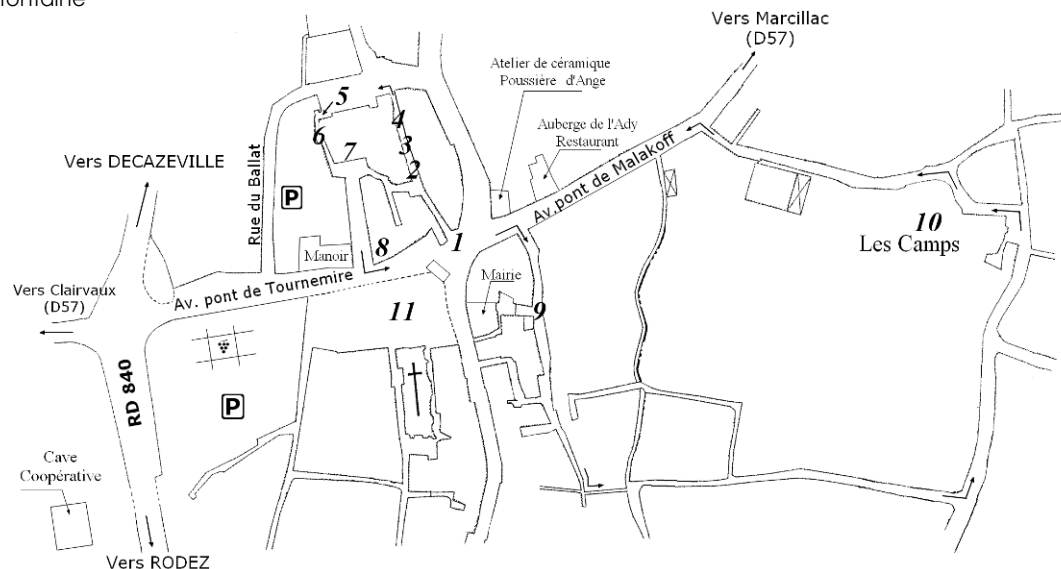 fontaine
Vers Marcillac
(D57)
Atelier de céramique
Poussière d'Ange
Auberge de l'Ady
Restaurant
Av. pont de Malakoff
5
4
6
3
7
2
Vers DECAZEVILLE
Rue du Ballat
P
1
8
10
Les Camps
Manoir
Mairie
Vers Clairvaux
(D57)
Av. pont de Tournemire
11
9
RD 840
P
Cave
Coopérative
Vers RODEZ